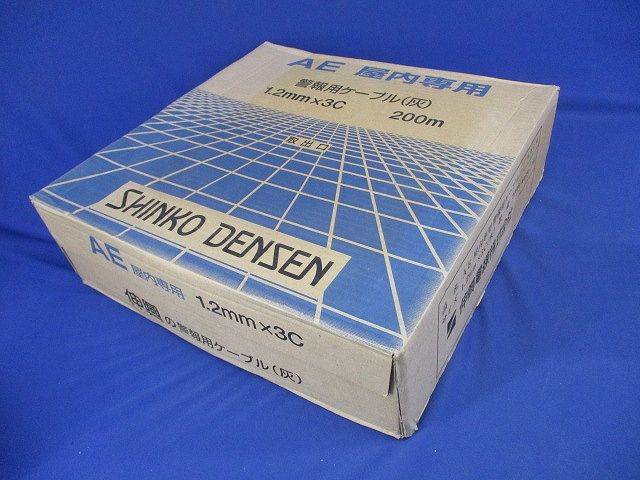 AE 屋内専用
警報用ケーブル(灰)
1.2mm×3C 200m
取出口
SHINKO DENSEN
AE 屋内専用 1.2mm×3C
伸興の警報用ケーブル(灰)